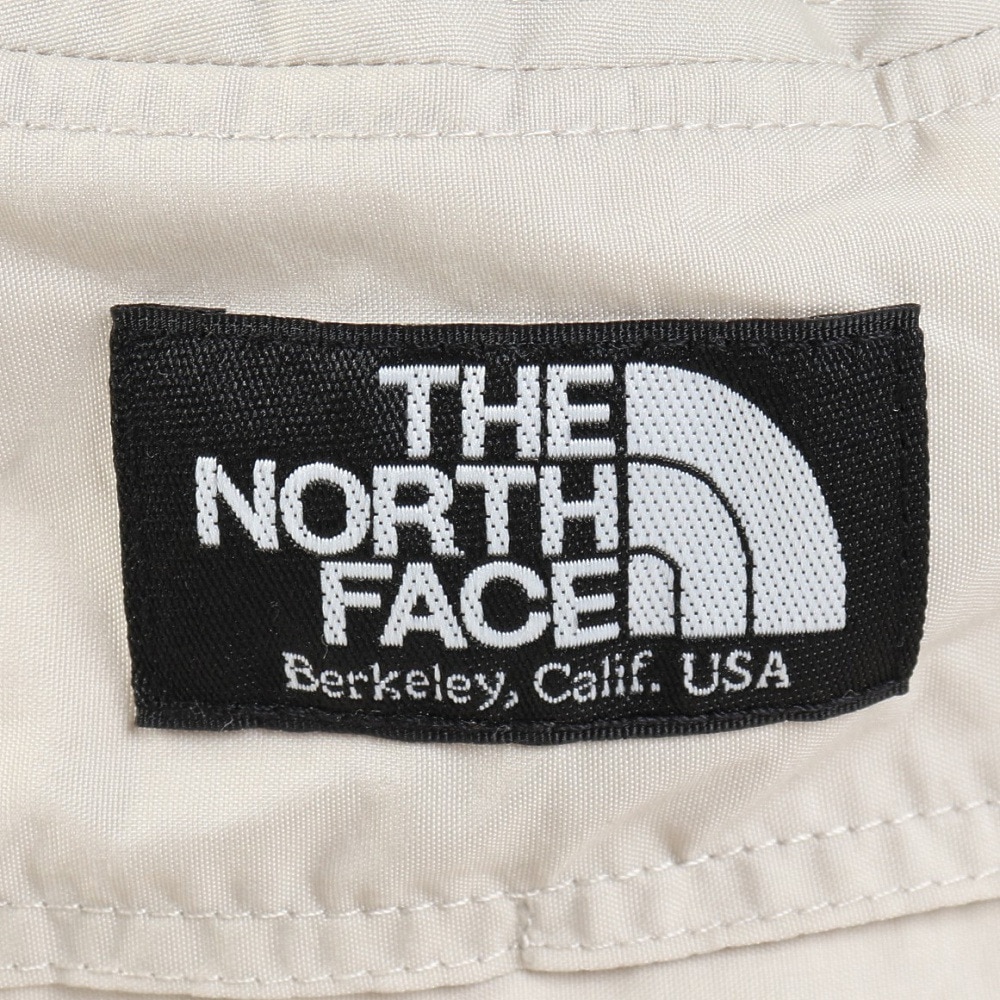 THE
NORTH
FACE
Berkeley, Calif. USA